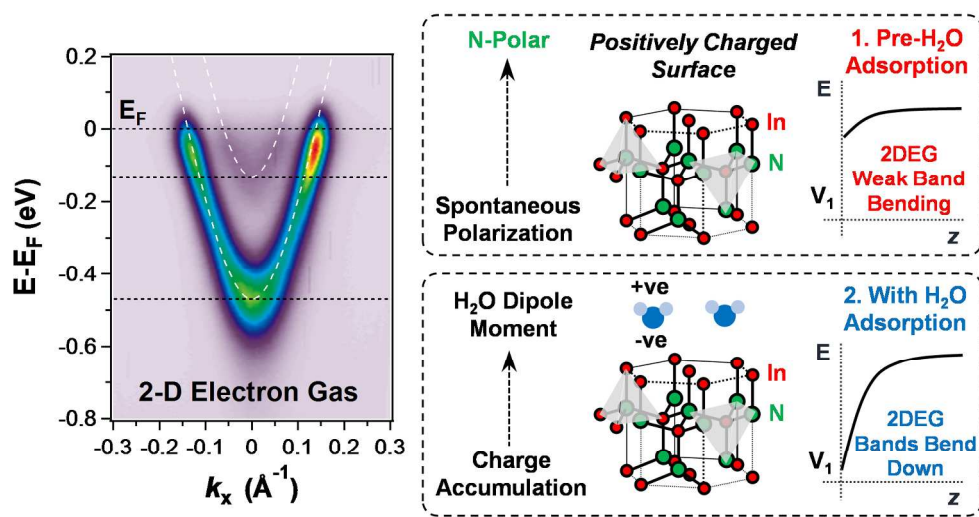 0.2
E_F
0
-0.2
-0.4
-0.6
-0.8
E-E_F (eV)
2-D Electron Gas
-0.3 -0.2 -0.1 0 0.1 0.2 0.3
k_x (Å⁻¹)
N-Polar
Spontaneous
Polarization
Positively Charged
Surface
In
N
1. Pre-H₂O
Adsorption
E
2DEG
Weak Band
Bending
V₁
z
H₂O Dipole
Moment
Charge
Accumulation
+ve
-ve
In
N
2. With H₂O
Adsorption
E
2DEG
Bands Bend
Down
V₁
z